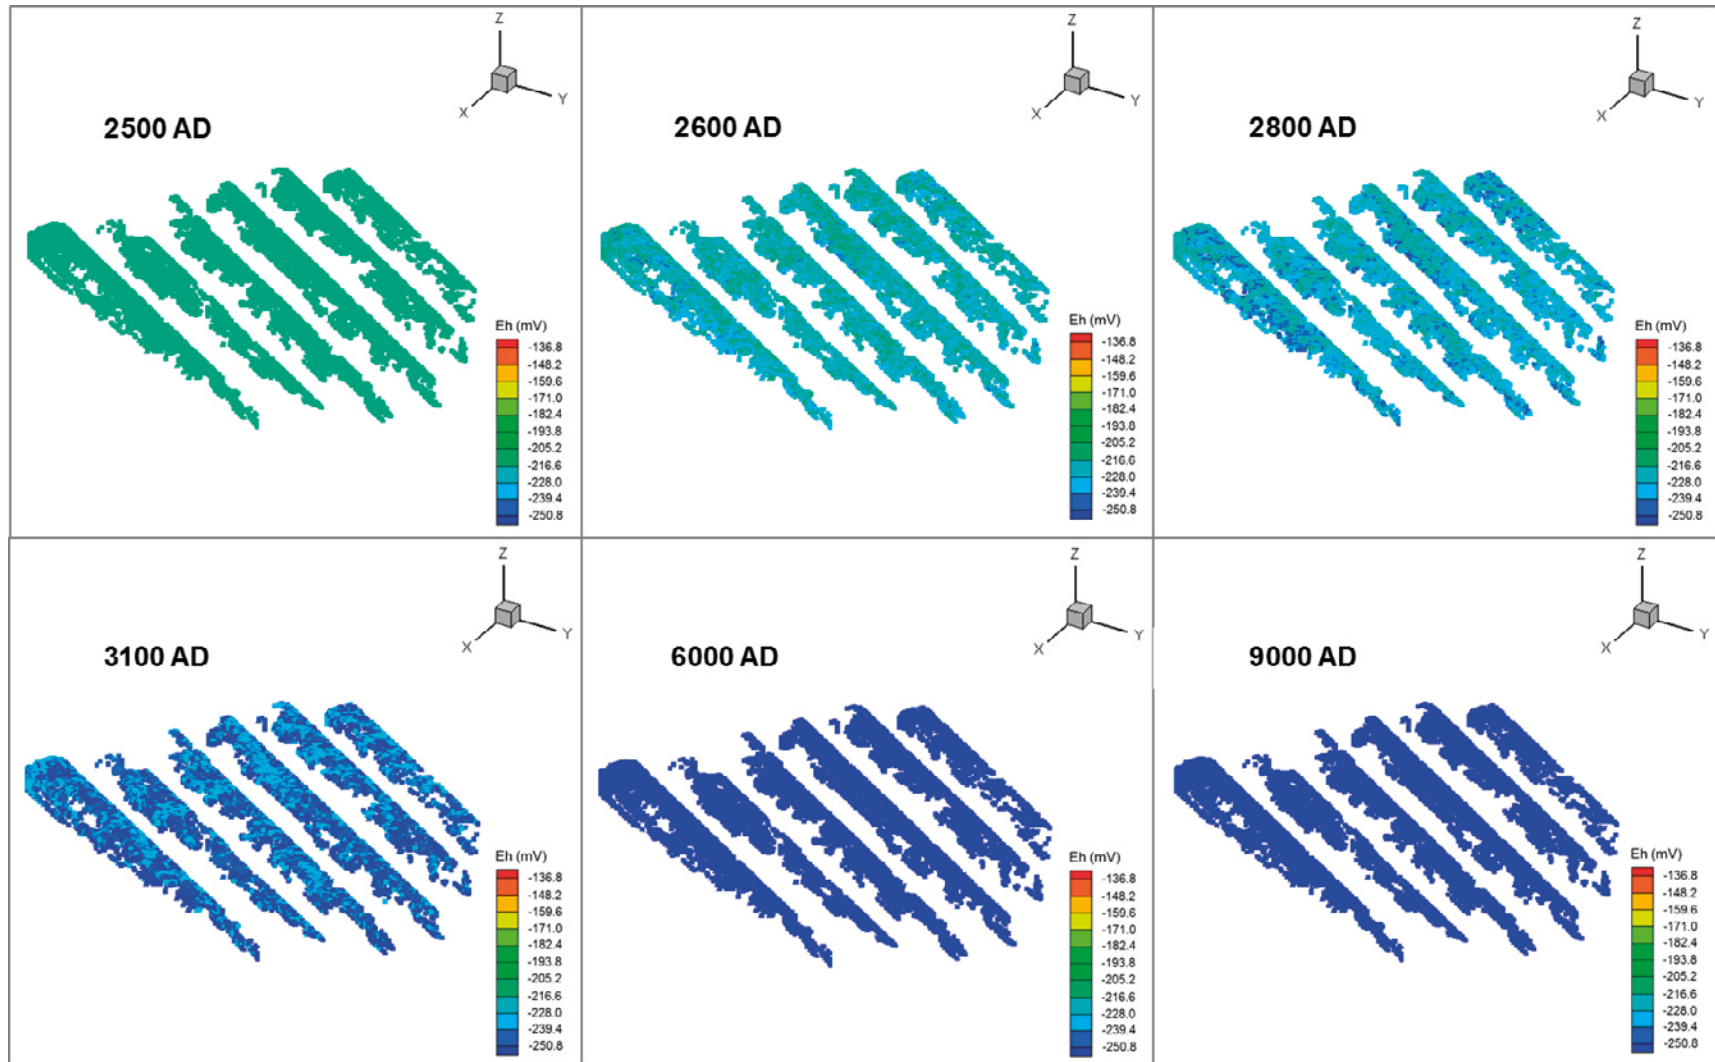 Z
X
Y
2500 AD
Eh (mV)
-136.8
-148.2
-159.6
-171.0
-182.4
-193.8
-205.2
-216.6
-228.0
-239.4
-250.8
Z
X
Y
2600 AD
Eh (mV)
-136.8
-148.2
-159.6
-171.0
-182.4
-193.8
-205.2
-216.6
-228.0
-239.4
-250.8
Z
X
Y
2800 AD
Eh (mV)
-136.8
-148.2
-159.6
-171.0
-182.4
-193.8
-205.2
-216.6
-228.0
-239.4
-250.8
Z
X
Y
3100 AD
Eh (mV)
-136.8
-148.2
-159.6
-171.0
-182.4
-193.8
-205.2
-216.6
-228.0
-239.4
-250.8
Z
X
Y
6000 AD
Eh (mV)
-136.8
-148.2
-159.6
-171.0
-182.4
-193.8
-205.2
-216.6
-228.0
-239.4
-250.8
Z
X
Y
9000 AD
Eh (mV)
-136.8
-148.2
-159.6
-171.0
-182.4
-193.8
-205.2
-216.6
-228.0
-239.4
-250.8